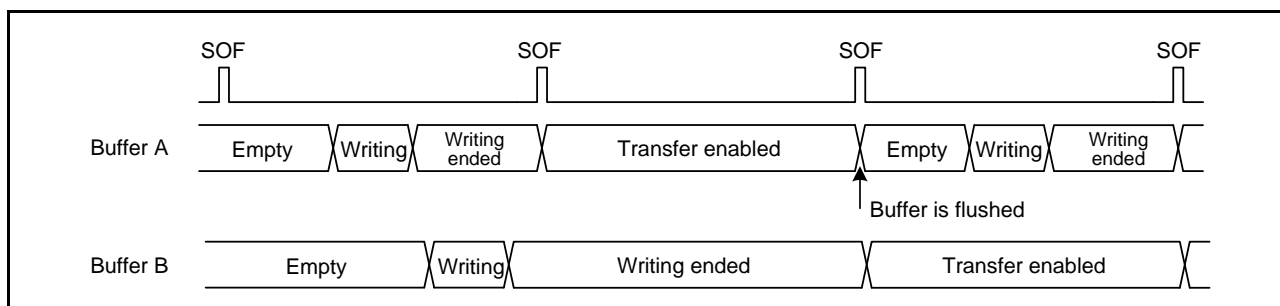 SOF SOF SOF SOF
Buffer A Empty Writing Writing ended Transfer enabled Empty Writing Writing ended
Buffer is flushed
Buffer B Empty Writing Writing ended Transfer enabled